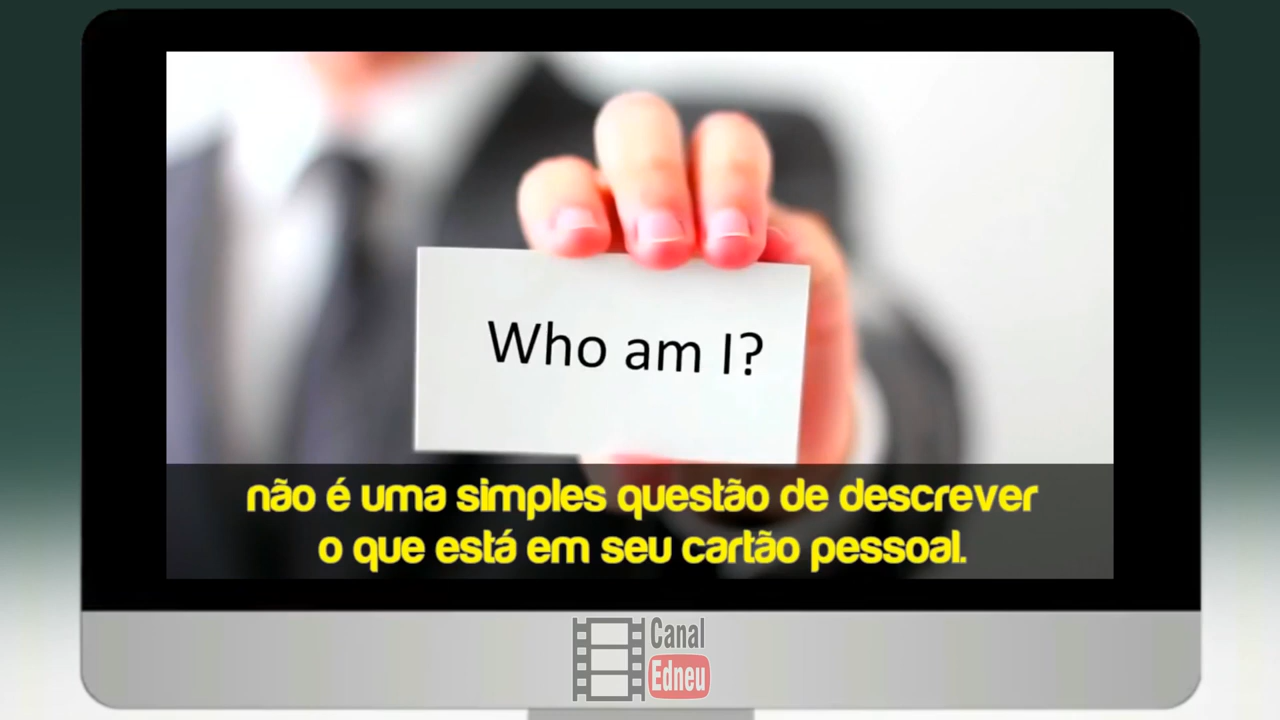 Who am I?
não é uma simples questão de descrever
o que está em seu cartão pessoal.
Canal
Edneu